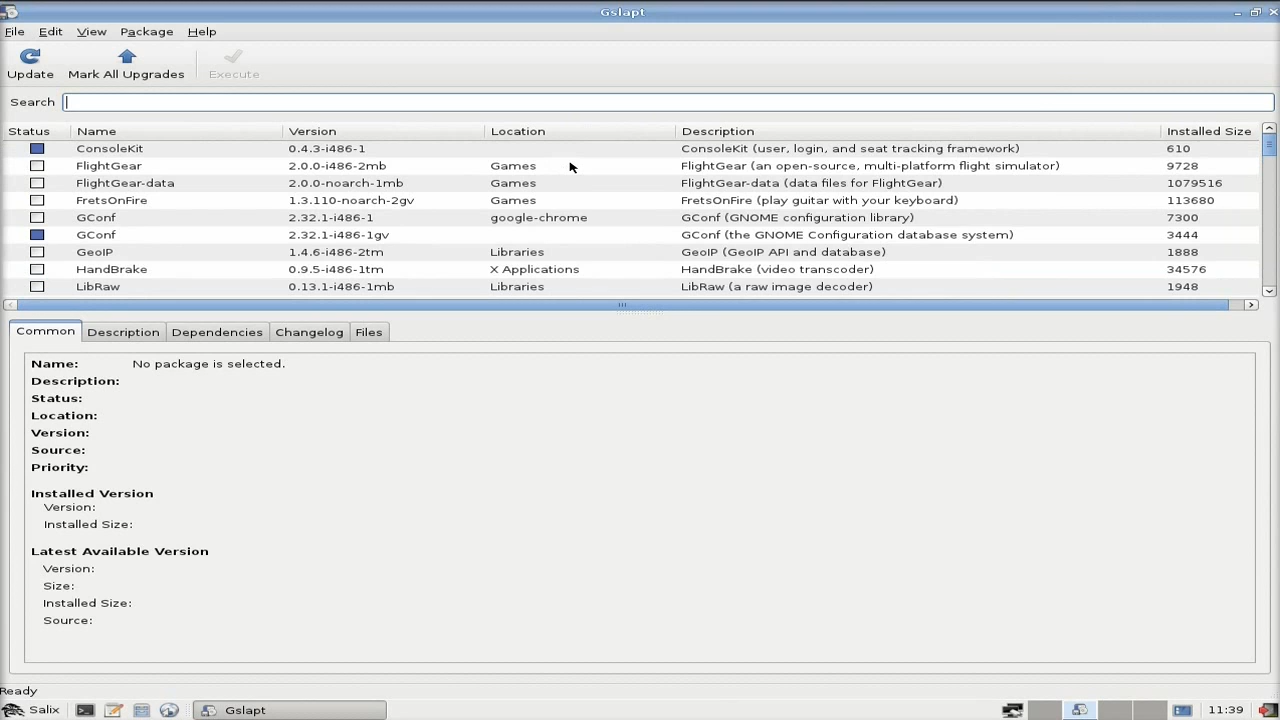 Gslapt
File Edit View Package Help
Update Mark All Upgrades Execute
Search
Status Name Version Location Description Installed Size
ConsoleKit 0.4.3-i486-1 ConsoleKit (user, login, and seat tracking framework) 610
FlightGear 2.0.0-i486-2mb Games FlightGear (an open-source, multi-platform flight simulator) 9728
FlightGear-data 2.0.0-noarch-1mb Games FlightGear-data (data files for FlightGear) 1079516
FretsOnFire 1.3.110-noarch-2gv Games FretsOnFire (play guitar with your keyboard) 113680
GConf 2.32.1-i486-1 google-chrome GConf (GNOME configuration library) 7300
GConf 2.32.1-i486-1gv GConf (the GNOME Configuration database system) 3444
GeoIP 1.4.6-i486-2tm Libraries GeoIP (GeoIP API and database) 1888
HandBrake 0.9.5-i486-1tm X Applications HandBrake (video transcoder) 34576
LibRaw 0.13.1-i486-1mb Libraries LibRaw (a raw image decoder) 1948
Common Description Dependencies Changelog Files
Name: No package is selected.
Description:
Status:
Location:
Version:
Source:
Priority:
Installed Version
Version:
Installed Size:
Latest Available Version
Version:
Size:
Installed Size:
Source:
Ready
Salix Gslapt 11:39